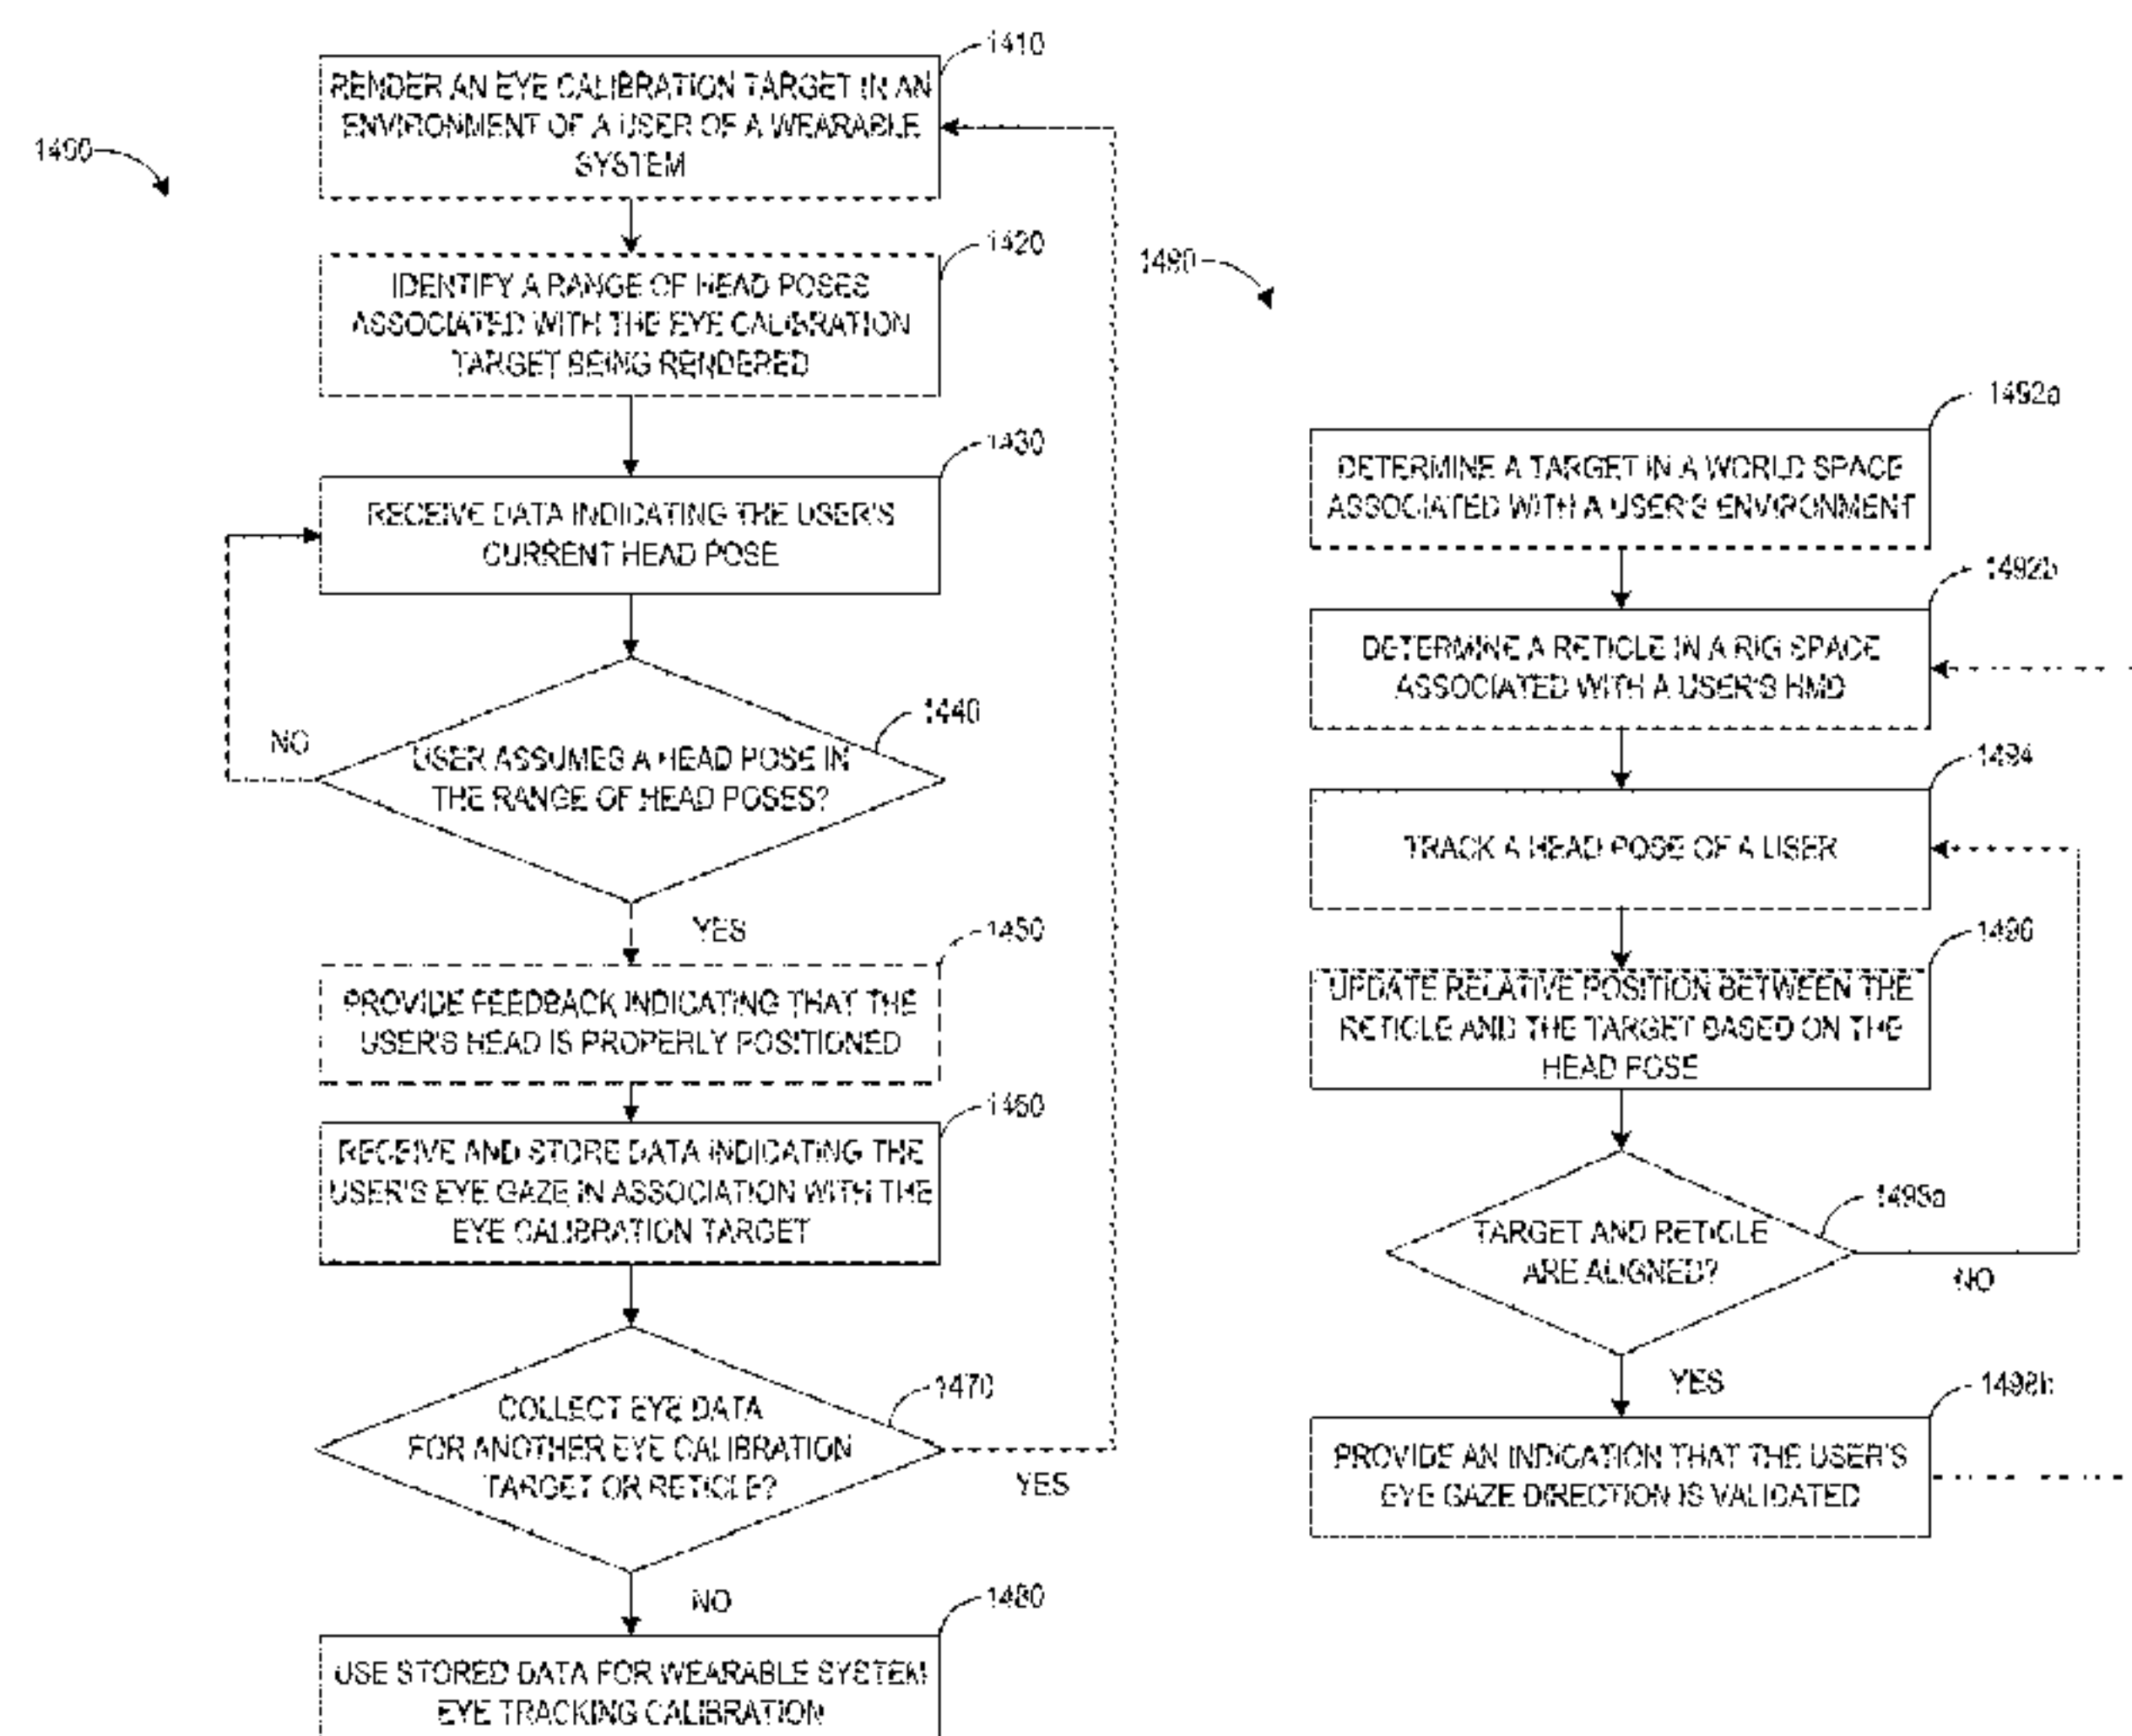 1400
1410
RENDER AN EYE CALIBRATION TARGET IN AN
ENVIRONMENT OF A USER OF A WEARABLE
SYSTEM
1420
IDENTIFY A RANGE OF HEAD POSES
ASSOCIATED WITH THE EYE CALIBRATION
TARGET BEING RENDERED
1430
RECEIVE DATA INDICATING THE USER'S
CURRENT HEAD POSE
1440
USER ASSUMES A HEAD POSE IN
THE RANGE OF HEAD POSES?
NO
YES
1450
PROVIDE FEEDBACK INDICATING THAT THE
USER'S HEAD IS PROPERLY POSITIONED
1460
RECEIVE AND STORE DATA INDICATING THE
USER'S EYE GAZE IN ASSOCIATION WITH THE
EYE CALIBRATION TARGET
1470
COLLECT EYE DATA
FOR ANOTHER EYE CALIBRATION
TARGET OR RETICLE?
YES
NO
1480
USE STORED DATA FOR WEARABLE SYSTEM
EYE TRACKING CALIBRATION
1490
1492a
DETERMINE A TARGET IN A WORLD SPACE
ASSOCIATED WITH A USER'S ENVIRONMENT
1492b
DETERMINE A RETICLE IN A RIG SPACE
ASSOCIATED WITH A USER'S HMD
1494
TRACK A HEAD POSE OF A USER
1496
UPDATE RELATIVE POSITION BETWEEN THE
RETICLE AND THE TARGET BASED ON THE
HEAD POSE
1498a
TARGET AND RETICLE
ARE ALIGNED?
NO
YES
1498b
PROVIDE AN INDICATION THAT THE USER'S
EYE GAZE DIRECTION IS VALIDATED